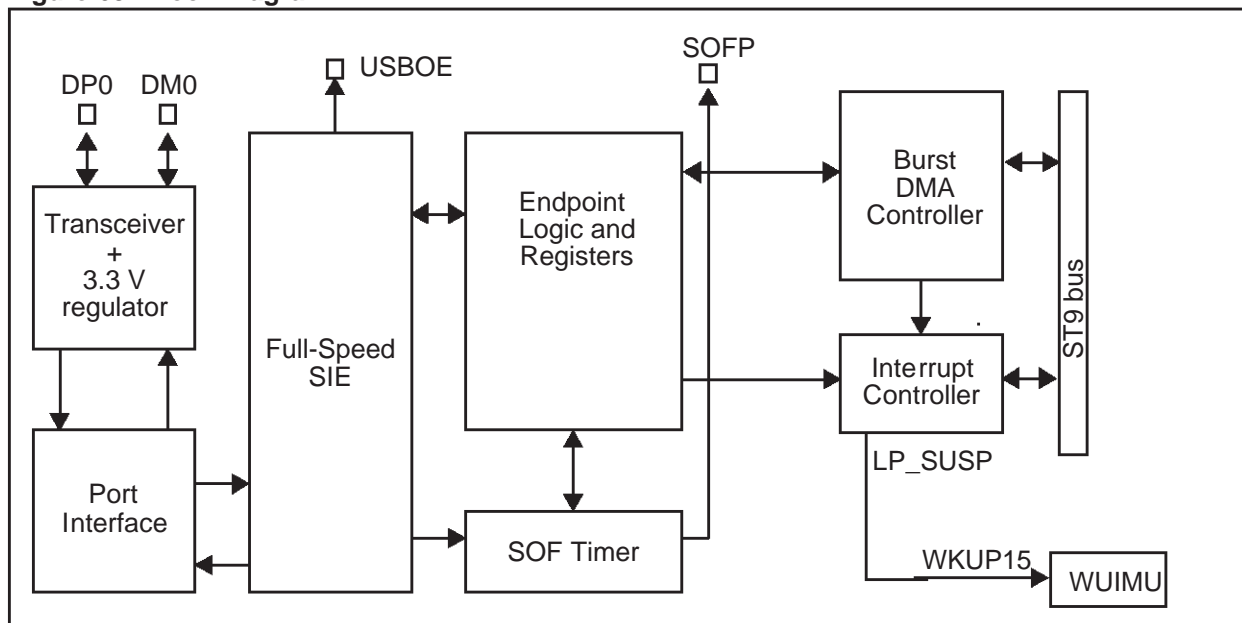 DP0
DM0
USBOE
SOFP
Transceiver
+
3.3 V
regulator
Port
Interface
Full-Speed
SIE
Endpoint
Logic and
Registers
SOF Timer
Burst
DMA
Controller
Interrupt
Controller
ST9 bus
LP_SUSP
WKUP15
WUIMU